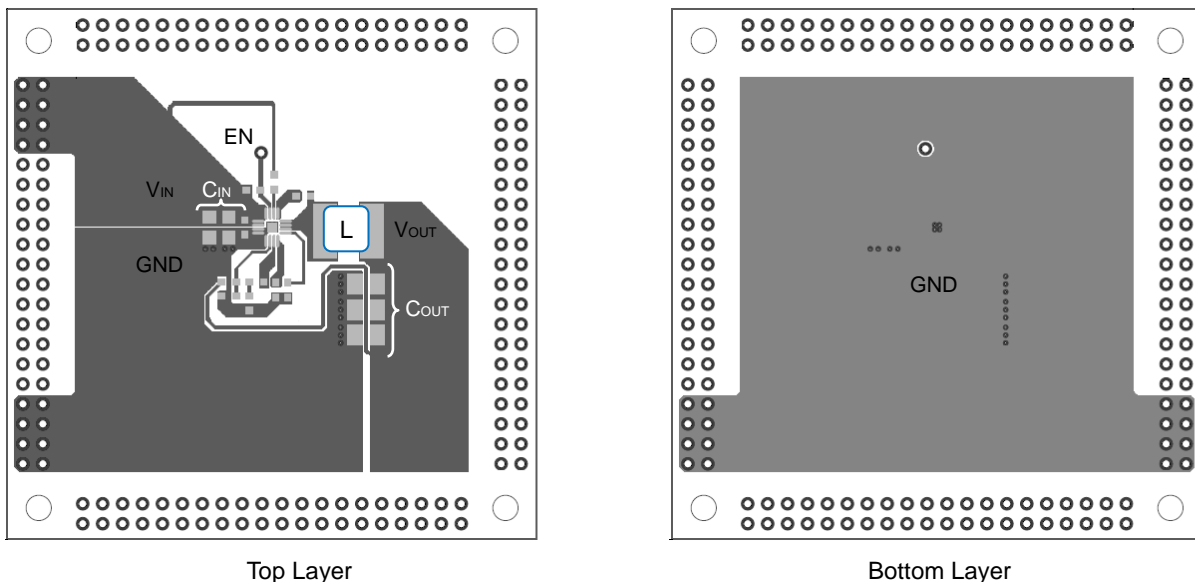 EN
VIN
CIN
L
VOUT
GND
COUT
GND
Top Layer
Bottom Layer